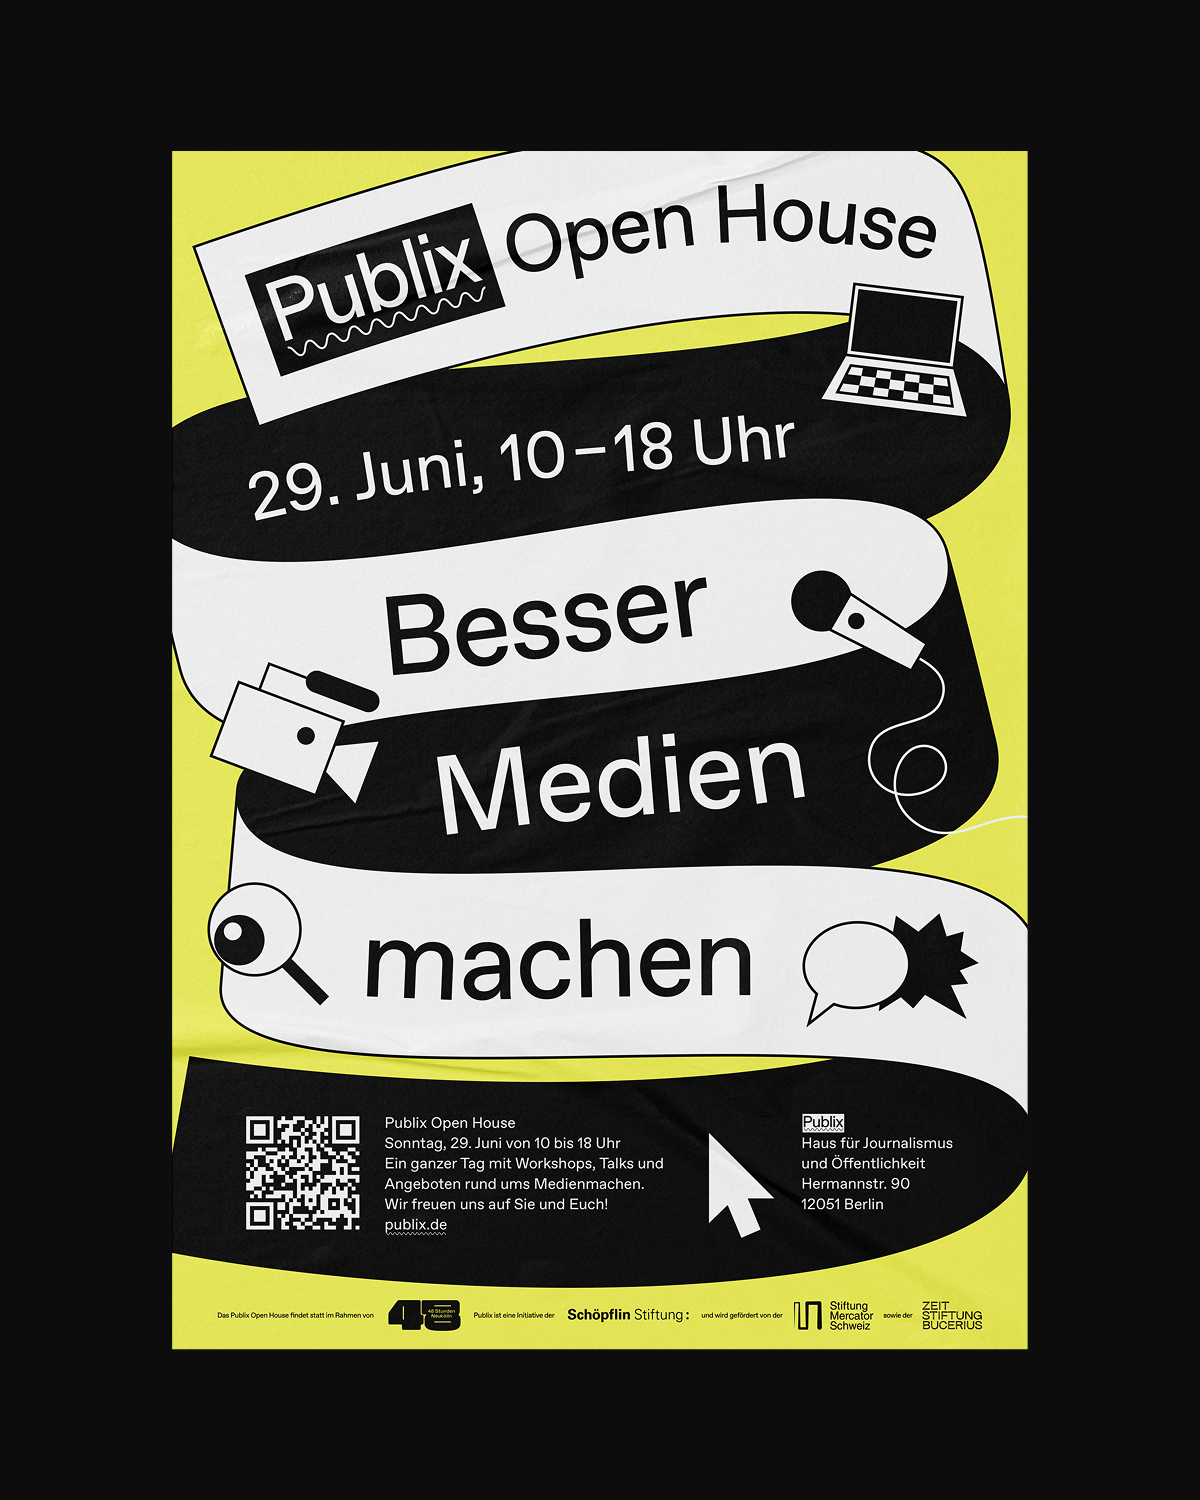 Publix Open House
29. Juni, 10–18 Uhr
Besser
Medien
machen
Publix Open House
Sonntag, 29. Juni von 10 bis 18 Uhr
Ein ganzer Tag mit Workshops, Talks und
Angeboten rund ums Medienmachen.
Wir freuen uns auf Sie und Euch!
publix.de
Publix
Haus für Journalismus
und Öffentlichkeit
Hermannstr. 90
12051 Berlin
Das Publix Open House findet statt im Rahmen von
48
48 Stunden
Neukölln
Publix ist eine Initiative der
Schöpflin Stiftung:
und wird gefördert von der
Stiftung
Mercator
Schweiz
sowie der
ZEIT
STIFTUNG
BUCERIUS